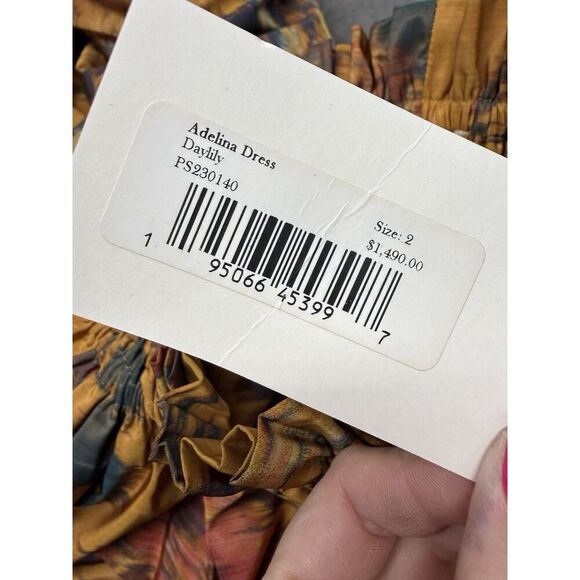 Adelina Dress
Daylily
PS230140
Size: 2
$1,490.00
1 95066 45399 7